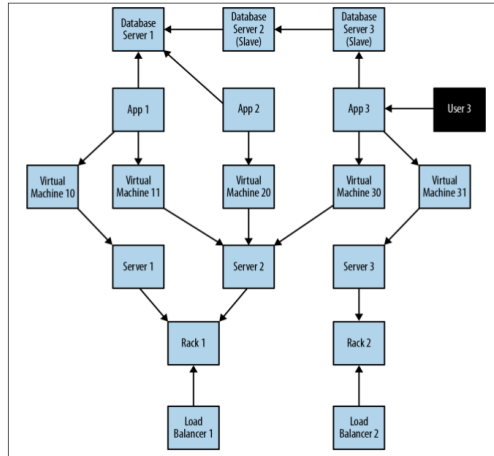 Database
Server 1
Database
Server 2
(Slave)
Database
Server 3
(Slave)
App 1
App 2
App 3
User 3
Virtual
Machine 10
Virtual
Machine 11
Virtual
Machine 20
Virtual
Machine 30
Virtual
Machine 31
Server 1
Server 2
Server 3
Rack 1
Rack 2
Load
Balancer 1
Load
Balancer 2